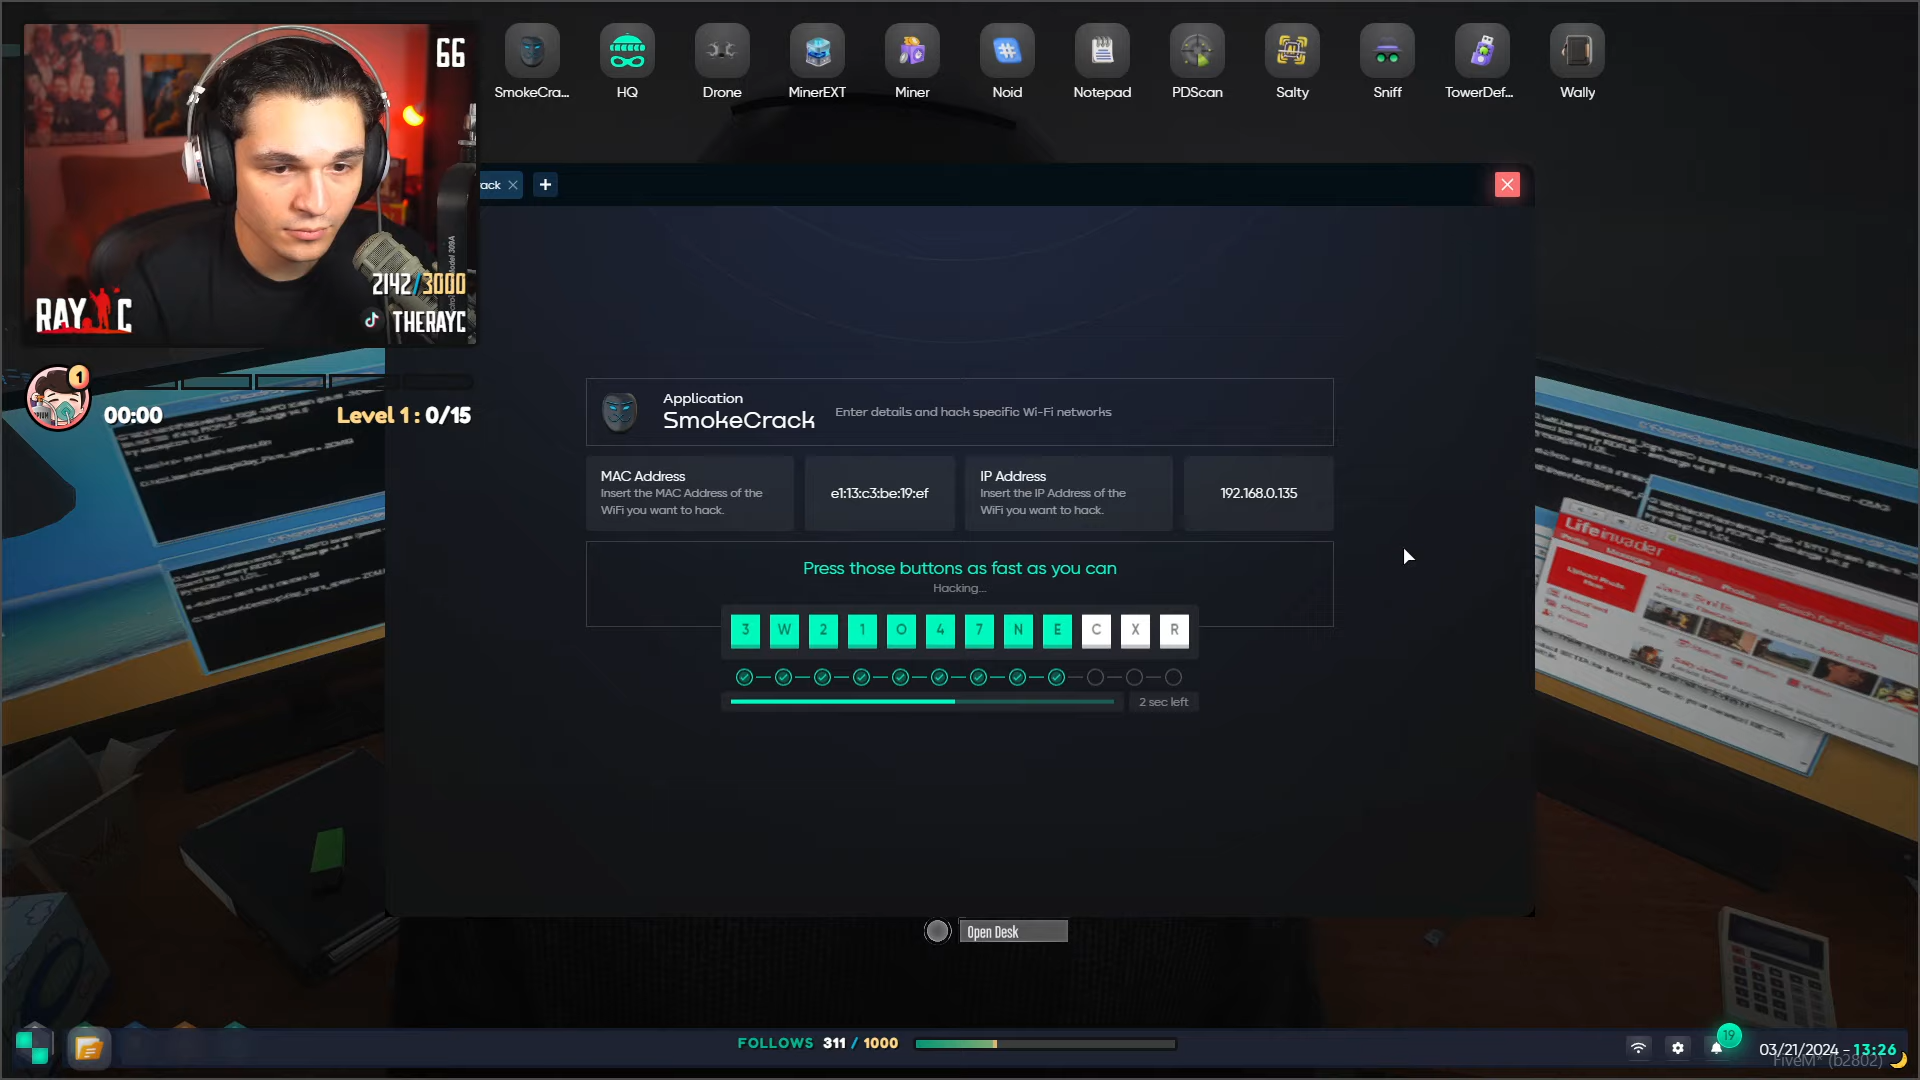 66
SmokeCra...
HQ
Drone
MinerEXT
Miner
Noid
Notepad
PDScan
Salty
Sniff
TowerDef...
Wally
ack
RAY C
2142/3000
THERAYC
1
00:00
Level 1 : 0/15
Application
SmokeCrack
Enter details and hack specific Wi-Fi networks
MAC Address
Insert the MAC Address of the
WiFi you want to hack.
e1:13:c3:be:19:ef
IP Address
Insert the IP Address of the
WiFi you want to hack.
192.168.0.135
Press those buttons as fast as you can
Hacking...
3 W 2 1 O 4 7 N E C X R
2 sec left
Lifeinvader
Open Desk
FOLLOWS 311 / 1000
19
03/21/2024 - 13:26
FiveM* (b2802)